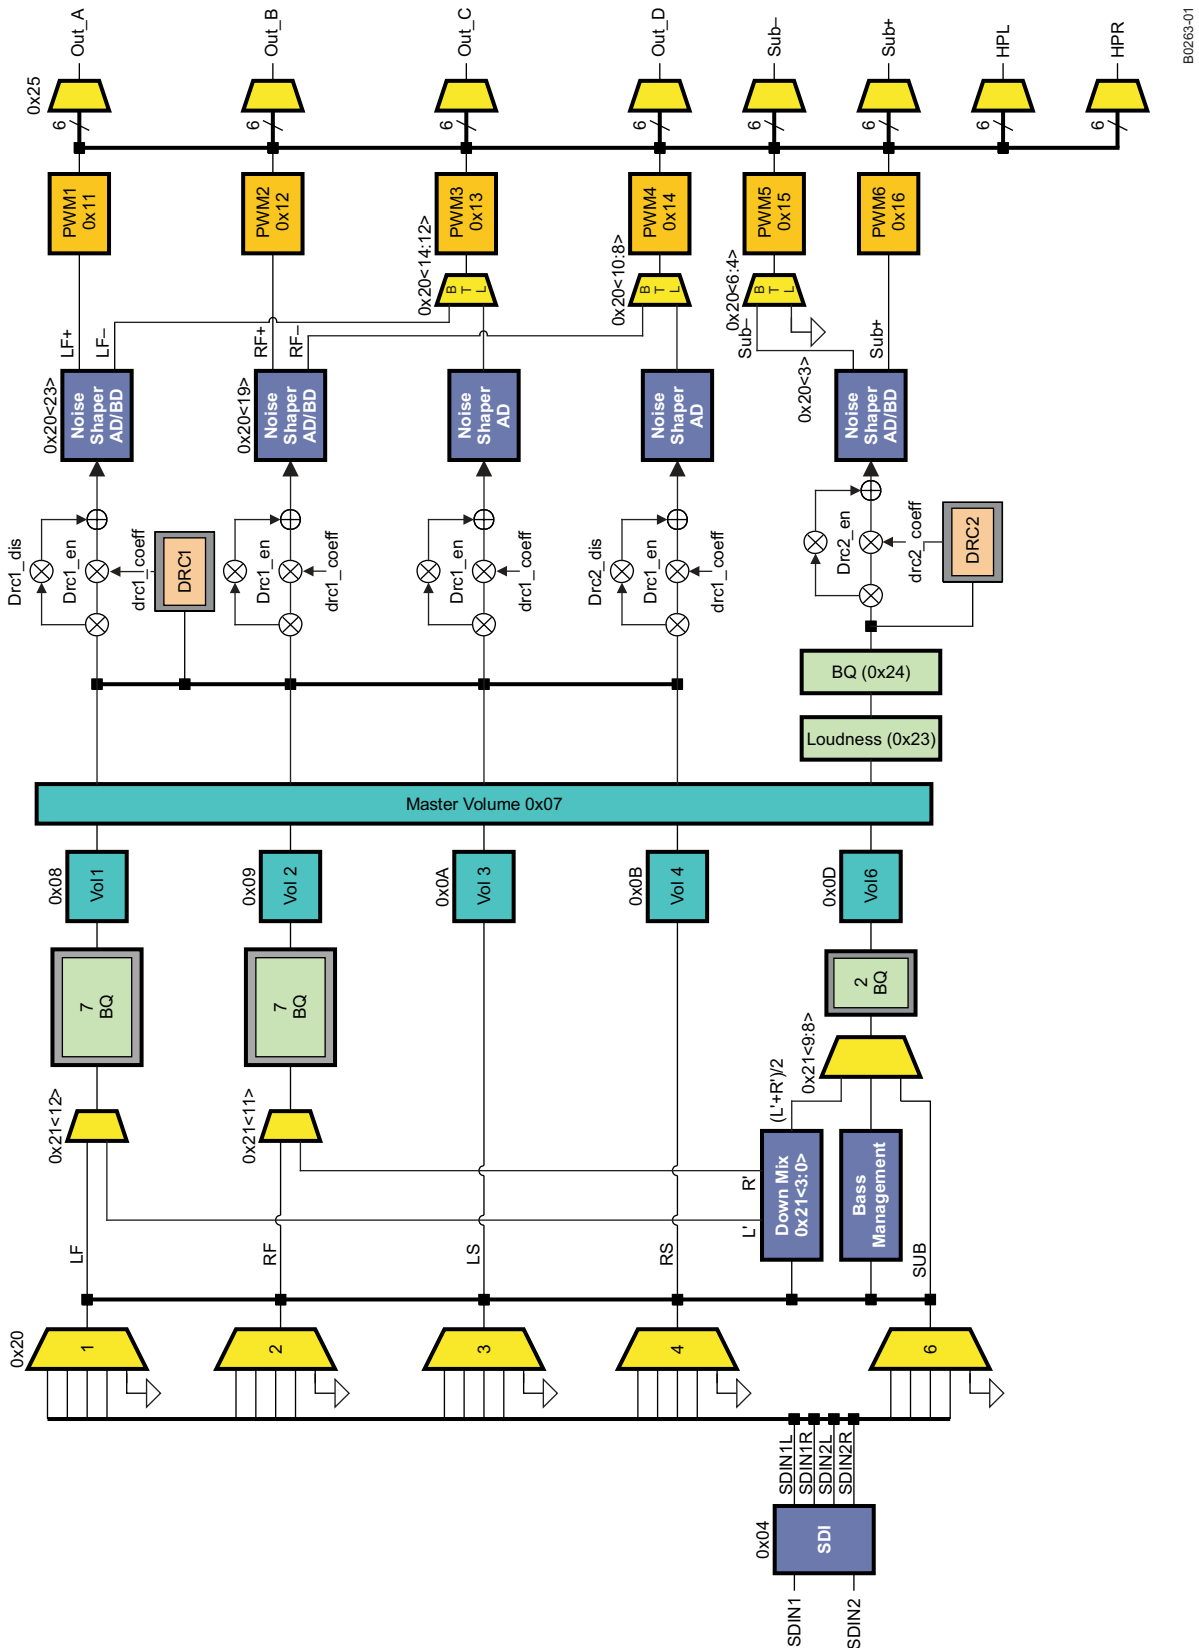 SDIN1
SDIN2
0x04
SDI
SDIN1L
SDIN1R
SDIN2L
SDIN2R
0x20
1
2
3
4
6
LF
RF
LS
RS
SUB
L'
R'
Down Mix
0x21<3:0>
(L'+R')/2
Bass
Management
0x21<12>
0x21<11>
0x21<9:8>
7
BQ
7
BQ
2
BQ
0x08
Vol1
0x09
Vol 2
0x0A
Vol 3
0x0B
Vol 4
0x0D
Vol6
Master Volume 0x07
Loudness (0x23)
BQ (0x24)
Drc1_dis
Drc1_en
drc1_coeff
DRC1
Drc1_en
drc1_coeff
Drc1_en
drc1_coeff
Drc2_dis
Drc1_en
drc1_coeff
Drc2_en
drc2_coeff
DRC2
0x20<23>
Noise
Shaper
AD/BD
0x20<19>
Noise
Shaper
AD/BD
Noise
Shaper
AD
Noise
Shaper
AD
0x20<3>
Noise
Shaper
AD/BD
LF+
LF–
RF+
RF–
Sub–
Sub+
0x20<14:12>
B
T
L
0x20<10:8>
B
T
L
0x20<6:4>
B
T
L
PWM1
0x11
PWM2
0x12
PWM3
0x13
PWM4
0x14
PWM5
0x15
PWM6
0x16
6
6
6
6
6
6
6
6
0x25
Out_A
Out_B
Out_C
Out_D
Sub–
Sub+
HPL
HPR
B0263-01